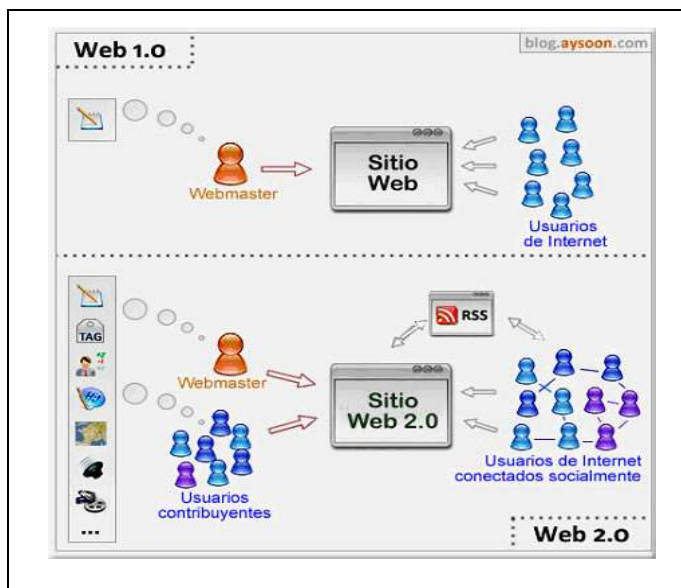 Web 1.0
blog.aysoon.com
Webmaster
Sitio
Web
Usuarios
de Internet
TAG
RSS
Webmaster
Sitio
Web 2.0
Usuarios
contribuyentes
Usuarios de Internet
conectados socialmente
...
Web 2.0